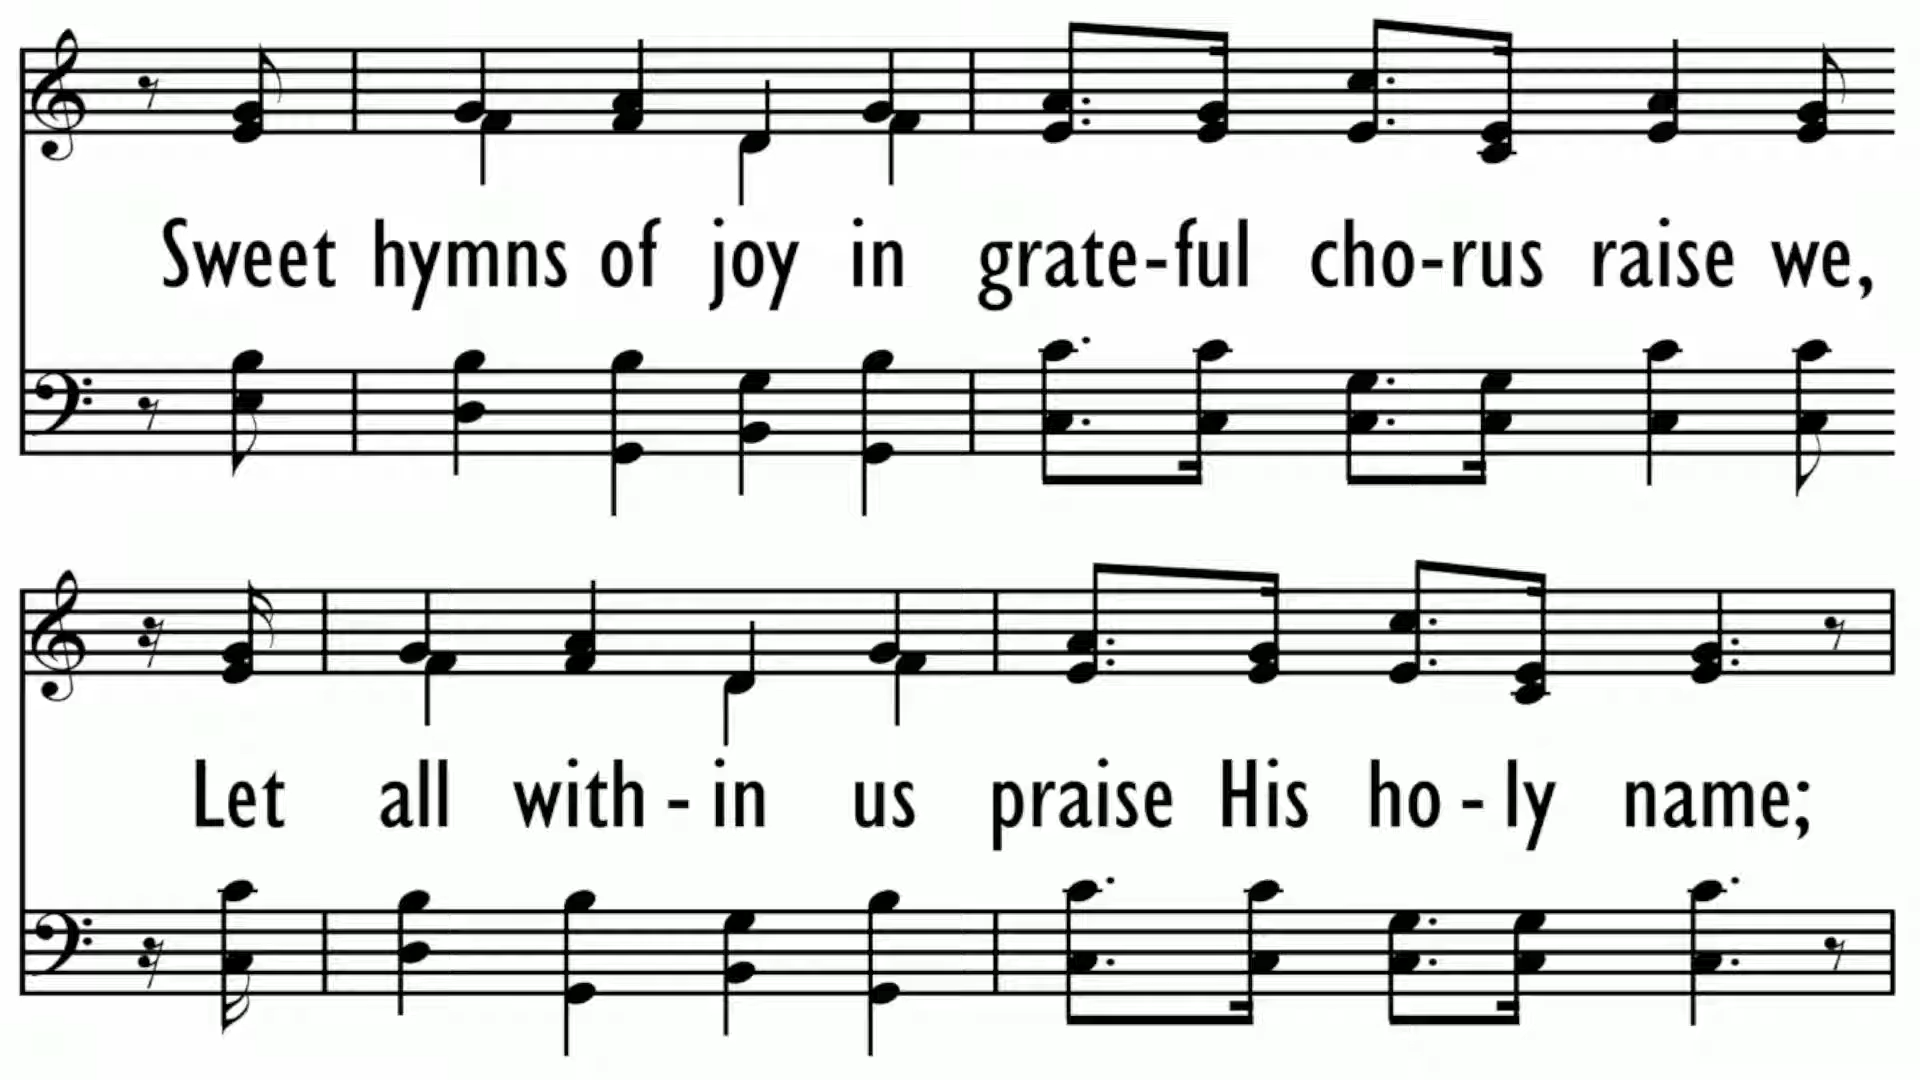 Sweet hymns of joy in grate-ful cho-rus raise we,
Let all with-in us praise His ho-ly name;